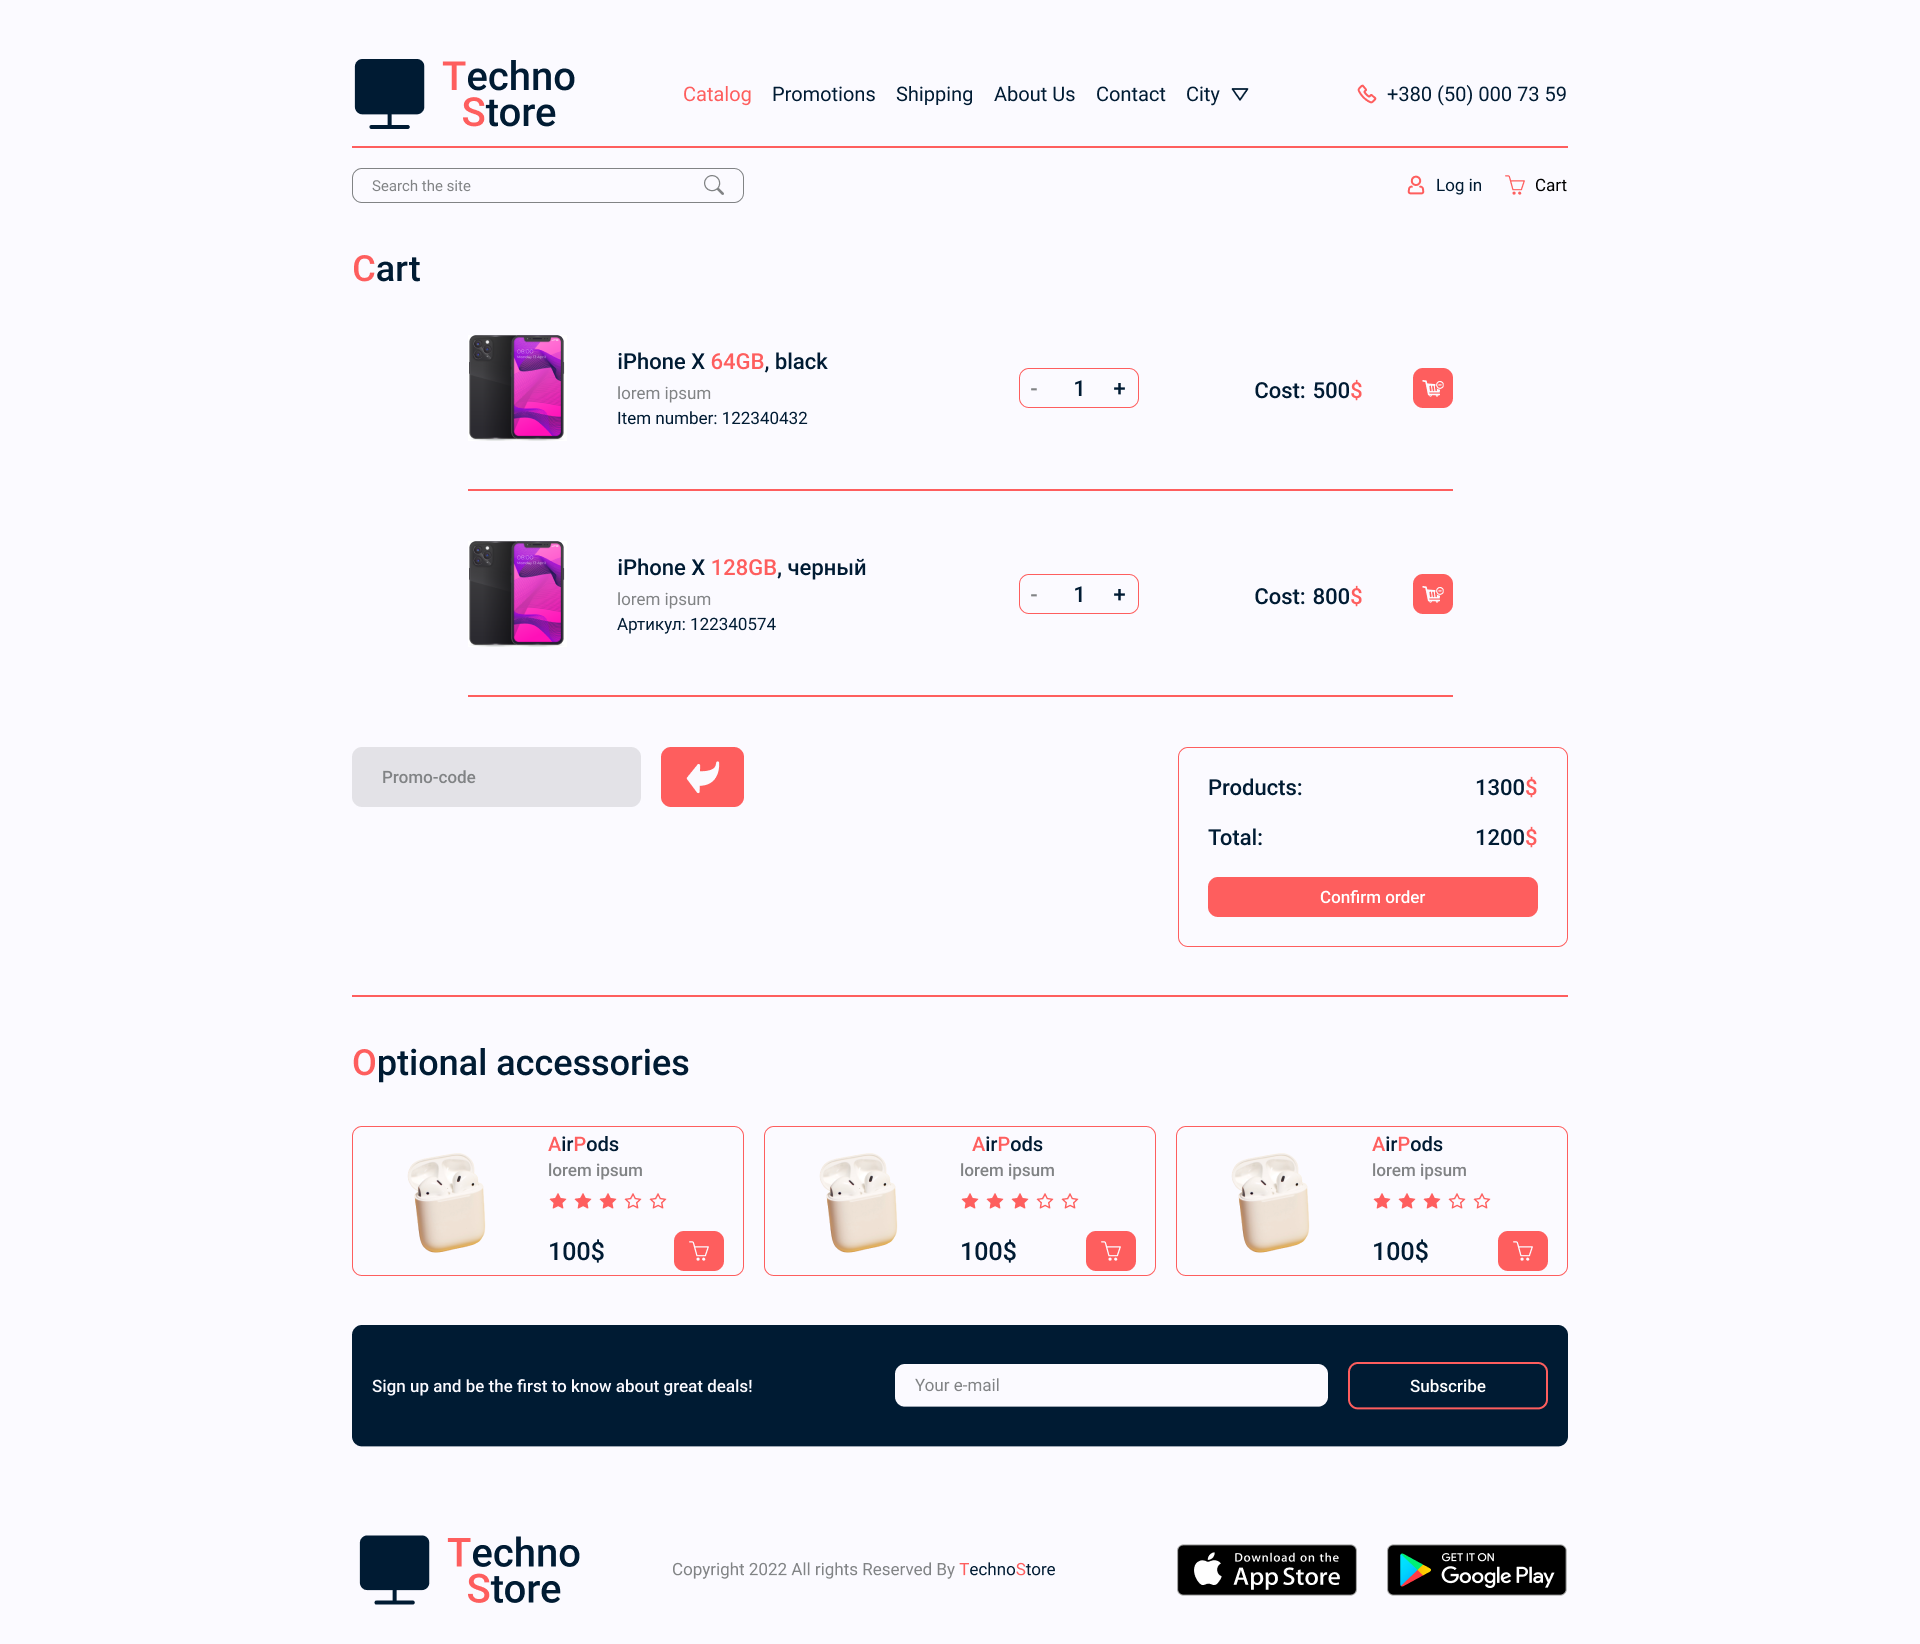 Techno
Store
Catalog Promotions Shipping About Us Contact City
+380 (50) 000 73 59
Search the site
Log in
Cart
Cart
iPhone X 64GB, black
lorem ipsum
Item number: 122340432
- 1 +
Cost: 500$
iPhone X 128GB, черный
lorem ipsum
Артикул: 122340574
- 1 +
Cost: 800$
Promo-code
Products: 1300$
Total: 1200$
Confirm order
Optional accessories
AirPods
lorem ipsum
100$
AirPods
lorem ipsum
100$
AirPods
lorem ipsum
100$
Sign up and be the first to know about great deals!
Your e-mail
Subscribe
Techno
Store
Copyright 2022 All rights Reserved By TechnoStore
Download on the
App Store
GET IT ON
Google Play